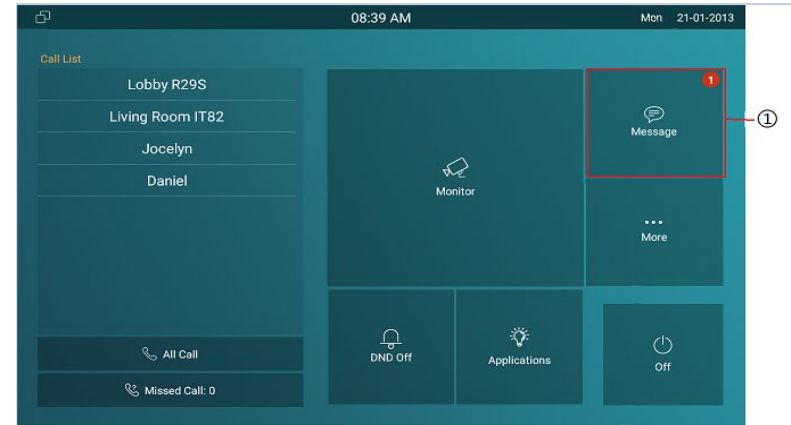 08:39 AM
Mon 21-01-2013
Call List
Lobby R29S
Living Room IT82
Jocelyn
Daniel
All Call
Missed Call: 0
Monitor
1
Message
①
More
DND Off
Applications
Off